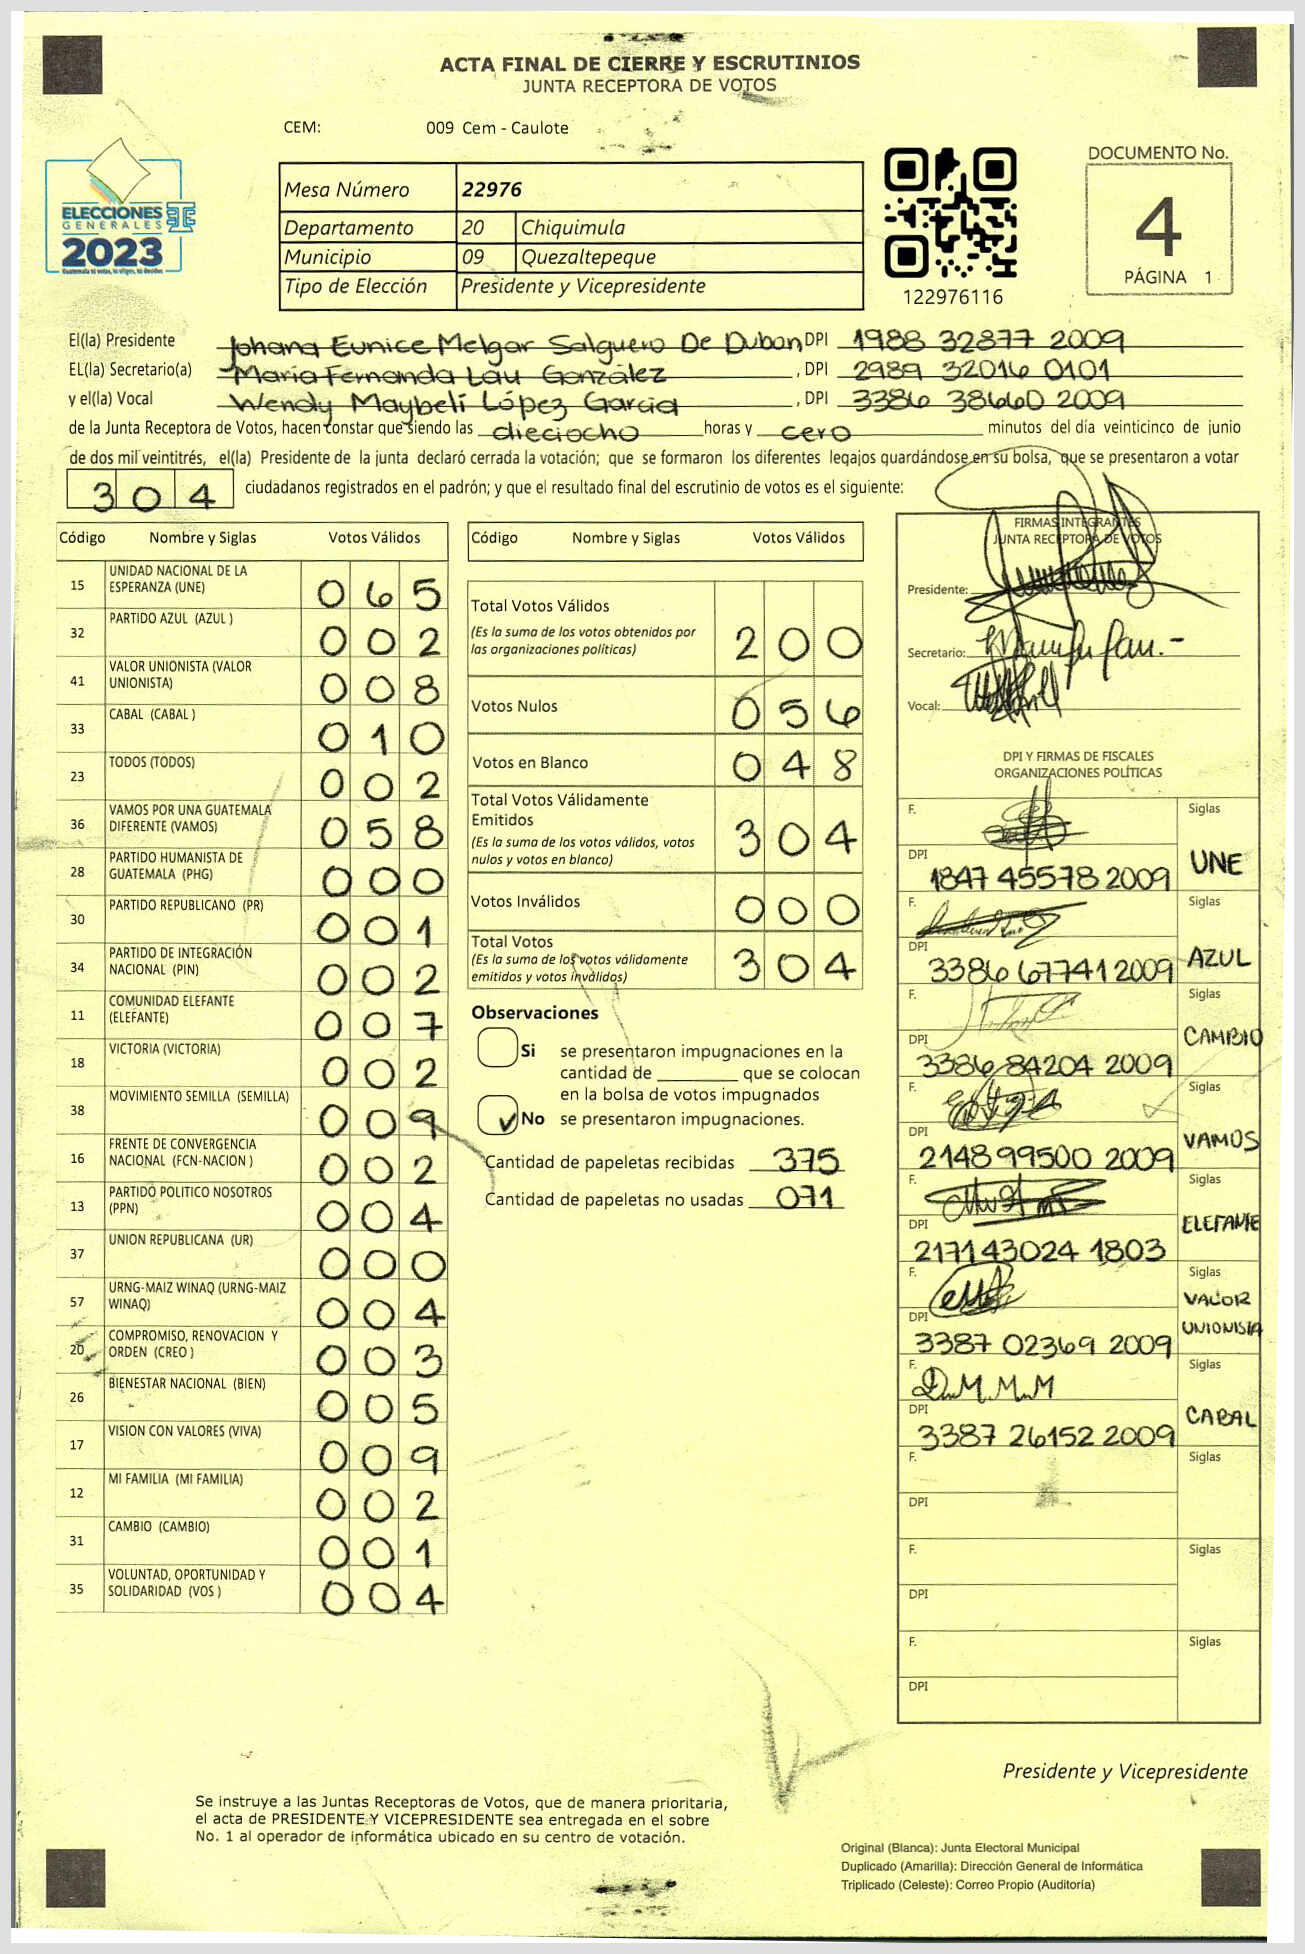 ACTA FINAL DE CIERRE Y ESCRUTINIOS
JUNTA RECEPTORA DE VOTOS
CEM: 009 Cem - Caulote
ELECCIONES
GENERALES
2023
Guatemala tú votas, tú eliges, tú decides
Mesa Número 22976
Departamento 20 Chiquimula
Municipio 09 Quezaltepeque
Tipo de Elección Presidente y Vicepresidente
122976116
DOCUMENTO No.
4
PÁGINA 1
El(la) Presidente Johana Eunice Melgar Salguero De Dubon DPI 1988 32877 2009
EL(la) Secretario(a) María Fernanda Lau González , DPI 2989 32016 0101
y el(la) Vocal Wendy Maybelí López Garcia , DPI 3386 38660 2009
de la Junta Receptora de Votos, hacen constar que siendo las dieciocho horas y cero minutos del día veinticinco de junio
de dos mil veintitrés, el(la) Presidente de la junta declaró cerrada la votación; que se formaron los diferentes legajos guardándose en su bolsa, que se presentaron a votar
304 ciudadanos registrados en el padrón; y que el resultado final del escrutinio de votos es el siguiente:
Código Nombre y Siglas Votos Válidos
15 UNIDAD NACIONAL DE LA ESPERANZA (UNE) 065
32 PARTIDO AZUL (AZUL ) 002
41 VALOR UNIONISTA (VALOR UNIONISTA) 008
33 CABAL (CABAL ) 010
23 TODOS (TODOS) 002
36 VAMOS POR UNA GUATEMALA DIFERENTE (VAMOS) 058
28 PARTIDO HUMANISTA DE GUATEMALA (PHG) 000
30 PARTIDO REPUBLICANO (PR) 001
34 PARTIDO DE INTEGRACIÓN NACIONAL (PIN) 002
11 COMUNIDAD ELEFANTE (ELEFANTE) 007
18 VICTORIA (VICTORIA) 002
38 MOVIMIENTO SEMILLA (SEMILLA) 009
16 FRENTE DE CONVERGENCIA NACIONAL (FCN-NACION ) 002
13 PARTIDO POLITICO NOSOTROS (PPN) 004
37 UNION REPUBLICANA (UR) 000
57 URNG-MAIZ WINAQ (URNG-MAIZ WINAQ) 004
20 COMPROMISO, RENOVACION Y ORDEN (CREO ) 003
26 BIENESTAR NACIONAL (BIEN) 005
17 VISION CON VALORES (VIVA) 009
12 MI FAMILIA (MI FAMILIA) 002
31 CAMBIO (CAMBIO) 001
35 VOLUNTAD, OPORTUNIDAD Y SOLIDARIDAD (VOS ) 004
Código Nombre y Siglas Votos Válidos
Total Votos Válidos 200
(Es la suma de los votos obtenidos por
las organizaciones políticas)
Votos Nulos 056
Votos en Blanco 048
Total Votos Válidamente
Emitidos 304
(Es la suma de los votos válidos, votos
nulos y votos en blanco)
Votos Inválidos 000
Total Votos 304
(Es la suma de los votos válidamente
emitidos y votos inválidos)
Observaciones
Si se presentaron impugnaciones en la
cantidad de ________ que se colocan
en la bolsa de votos impugnados
No se presentaron impugnaciones.
Cantidad de papeletas recibidas 375
Cantidad de papeletas no usadas 071
FIRMAS INTEGRANTES
JUNTA RECEPTORA DE VOTOS
Presidente:
Secretario:
Vocal:
DPI Y FIRMAS DE FISCALES
ORGANIZACIONES POLÍTICAS
F. Siglas
DPI 1847 45578 2009 UNE
F. Siglas
DPI 3386 67741 2009 AZUL
F. Siglas
DPI 3386 84204 2009 CAMBIO
F. Siglas
DPI 2148 99500 2009 VAMOS
F. Siglas
DPI 2171 43024 1803 ELEFANTE
F. Siglas
DPI 3387 02369 2009 VALOR UNIONISTA
F. Siglas
DPI 3387 26152 2009 CABAL
F. Siglas
DPI
F. Siglas
DPI
F. Siglas
DPI
Presidente y Vicepresidente
Se instruye a las Juntas Receptoras de Votos, que de manera prioritaria,
el acta de PRESIDENTE Y VICEPRESIDENTE sea entregada en el sobre
No. 1 al operador de informática ubicado en su centro de votación.
Original (Blanca): Junta Electoral Municipal
Duplicado (Amarilla): Dirección General de Informática
Triplicado (Celeste): Correo Propio (Auditoría)